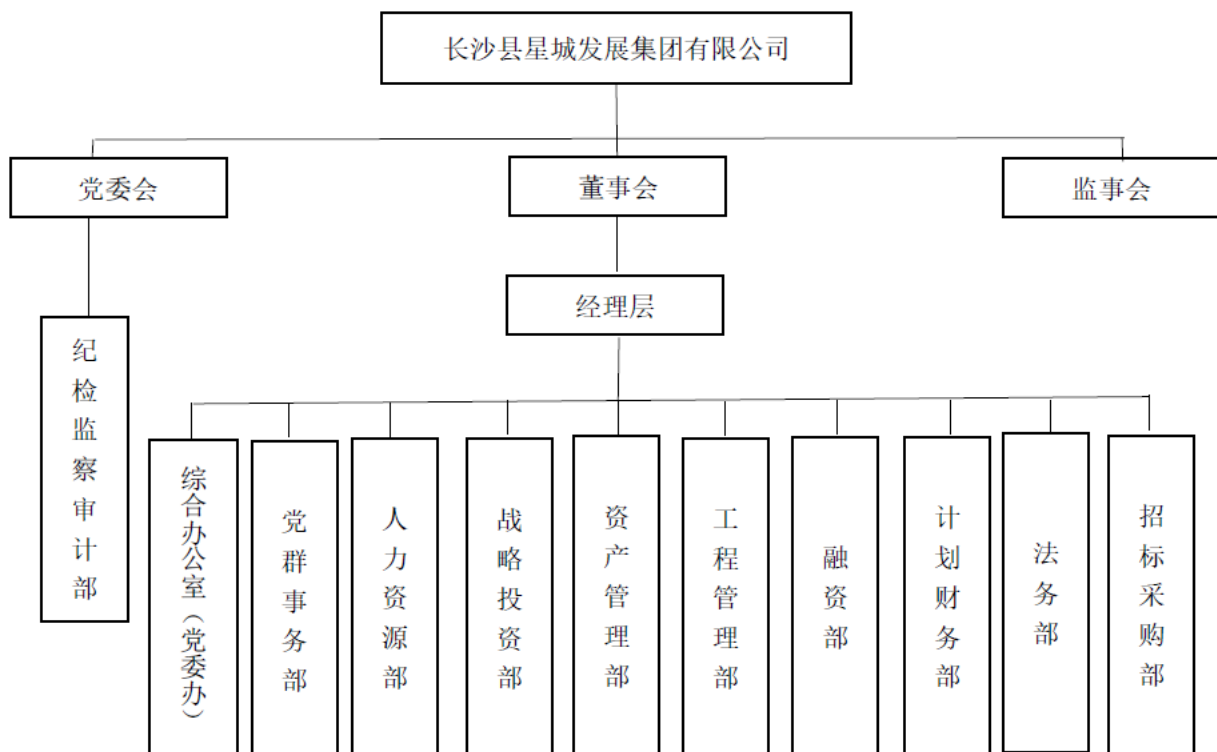 长沙县星城发展集团有限公司
党委会
董事会
监事会
经理层
纪检监察审计部
综合办公室（党委办）
党群事务部
人力资源部
战略投资部
资产管理部
工程管理部
融资部
计划财务部
法务部
招标采购部